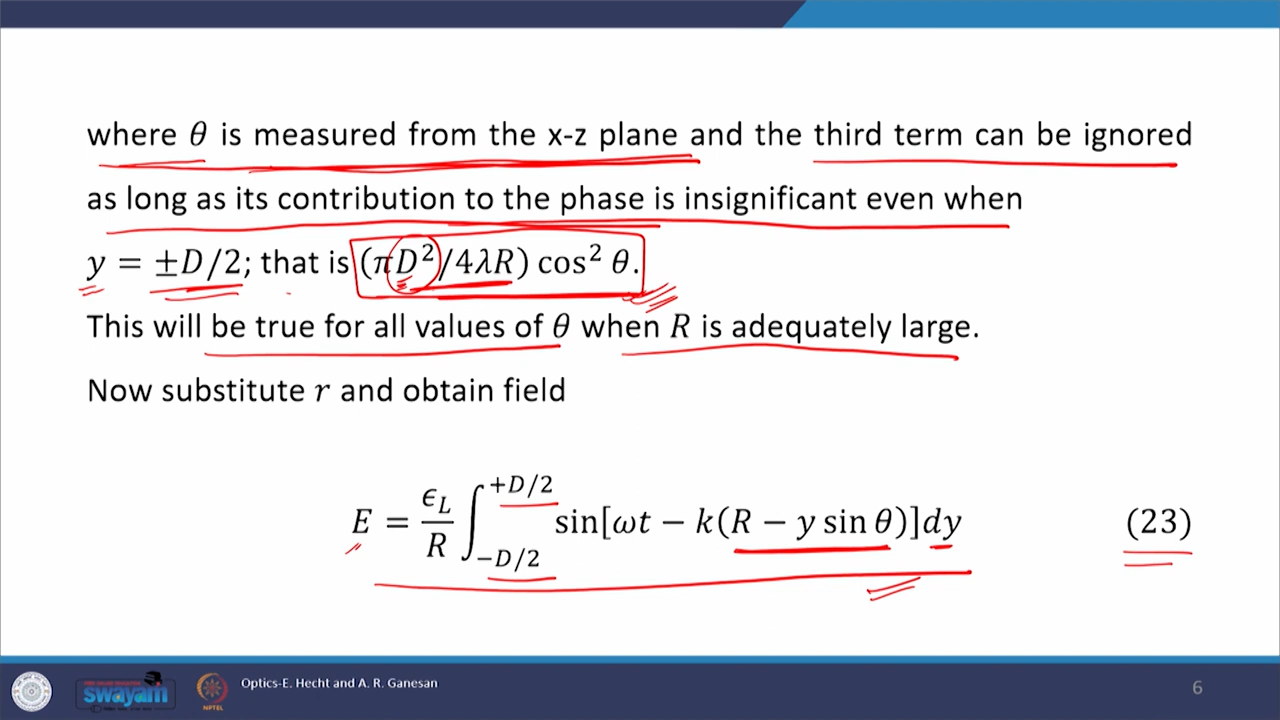 where θ is measured from the x-z plane and the third term can be ignored
as long as its contribution to the phase is insignificant even when
y = ±D/2; that is (πD²/4λR) cos² θ.
This will be true for all values of θ when R is adequately large.
Now substitute r and obtain field
E = ϵ_L/R ∫_{−D/2}^{+D/2} sin[ωt − k(R − y sin θ)]dy (23)
swayam
NPTEL
Optics-E. Hecht and A. R. Ganesan
6